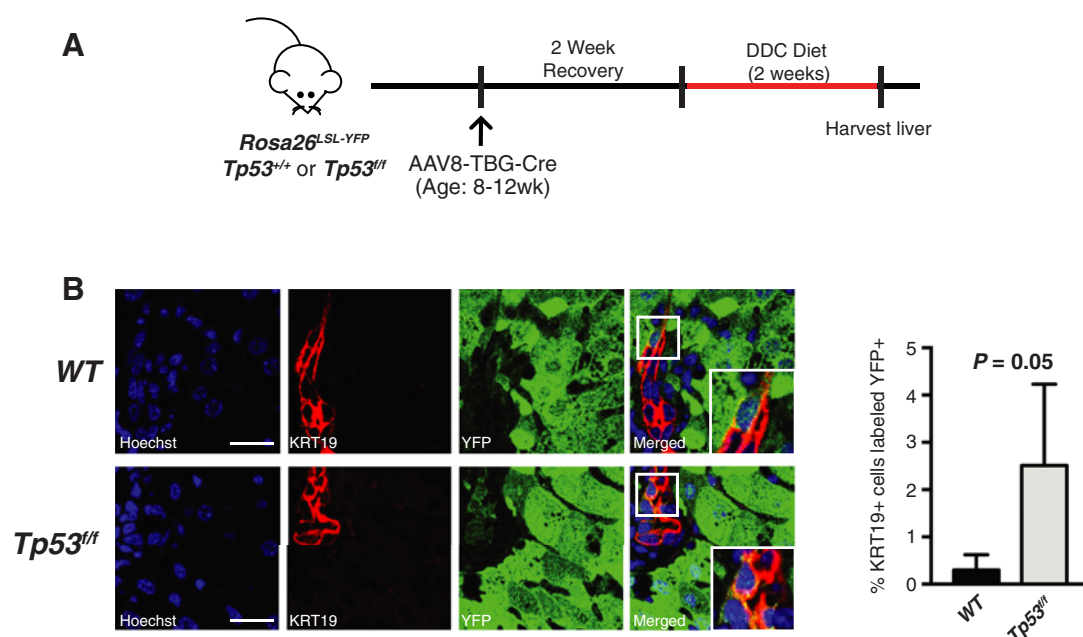 A
2 Week
Recovery
DDC Diet
(2 weeks)
Harvest liver
Rosa26LSL-YFP
Tp53+/+ or Tp53f/f
AAV8-TBG-Cre
(Age: 8-12wk)
B
WT
Hoechst
KRT19
YFP
Merged
Tp53f/f
Hoechst
KRT19
YFP
Merged
% KRT19+ cells labeled YFP+
5
4
3
2
1
0
P = 0.05
WT
Tp53f/f